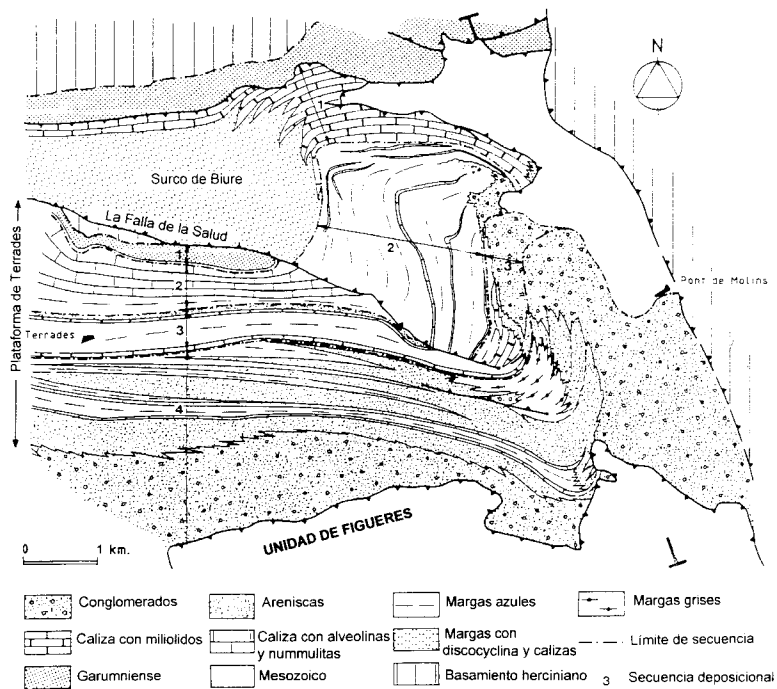 N
1
Surco de Biure
La Falla de la Salud
Plataforma de Terrades
1
2
2
3
Pont de Molins
Terrades
3
4
0 1 km.
UNIDAD DE FIGUERES
Conglomerados
Areniscas
Margas azules
Margas grises
Caliza con miliolidos
Caliza con alveolinas
y nummulitas
Margas con
discocyclina y calizas
Límite de secuencia
Garumniense
Mesozoico
Basamiento herciniano
3 Secuencia deposicional